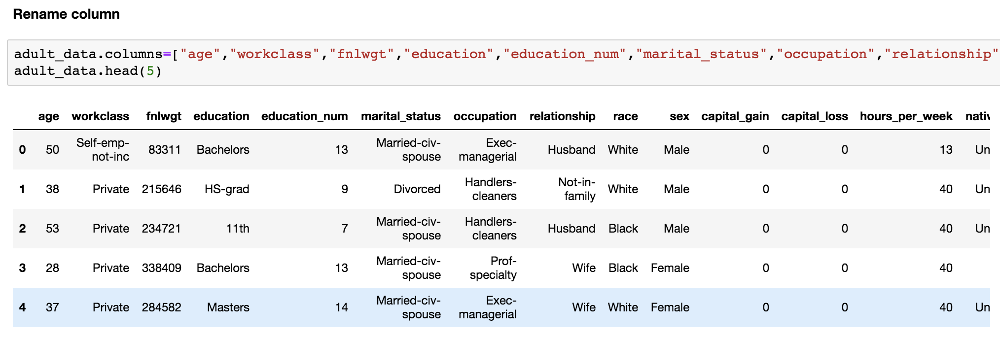 Rename column
adult_data.columns=["age","workclass","fnlwgt","education","education_num","marital_status","occupation","relationship"
adult_data.head(5)
age workclass fnlwgt education education_num marital_status occupation relationship race sex capital_gain capital_loss hours_per_week nativ
0 50 Self-emp-not-inc 83311 Bachelors 13 Married-civ-spouse Exec-managerial Husband White Male 0 0 13 Un
1 38 Private 215646 HS-grad 9 Divorced Handlers-cleaners Not-in-family White Male 0 0 40 Un
2 53 Private 234721 11th 7 Married-civ-spouse Handlers-cleaners Husband Black Male 0 0 40 Un
3 28 Private 338409 Bachelors 13 Married-civ-spouse Prof-specialty Wife Black Female 0 0 40
4 37 Private 284582 Masters 14 Married-civ-spouse Exec-managerial Wife White Female 0 0 40 Un